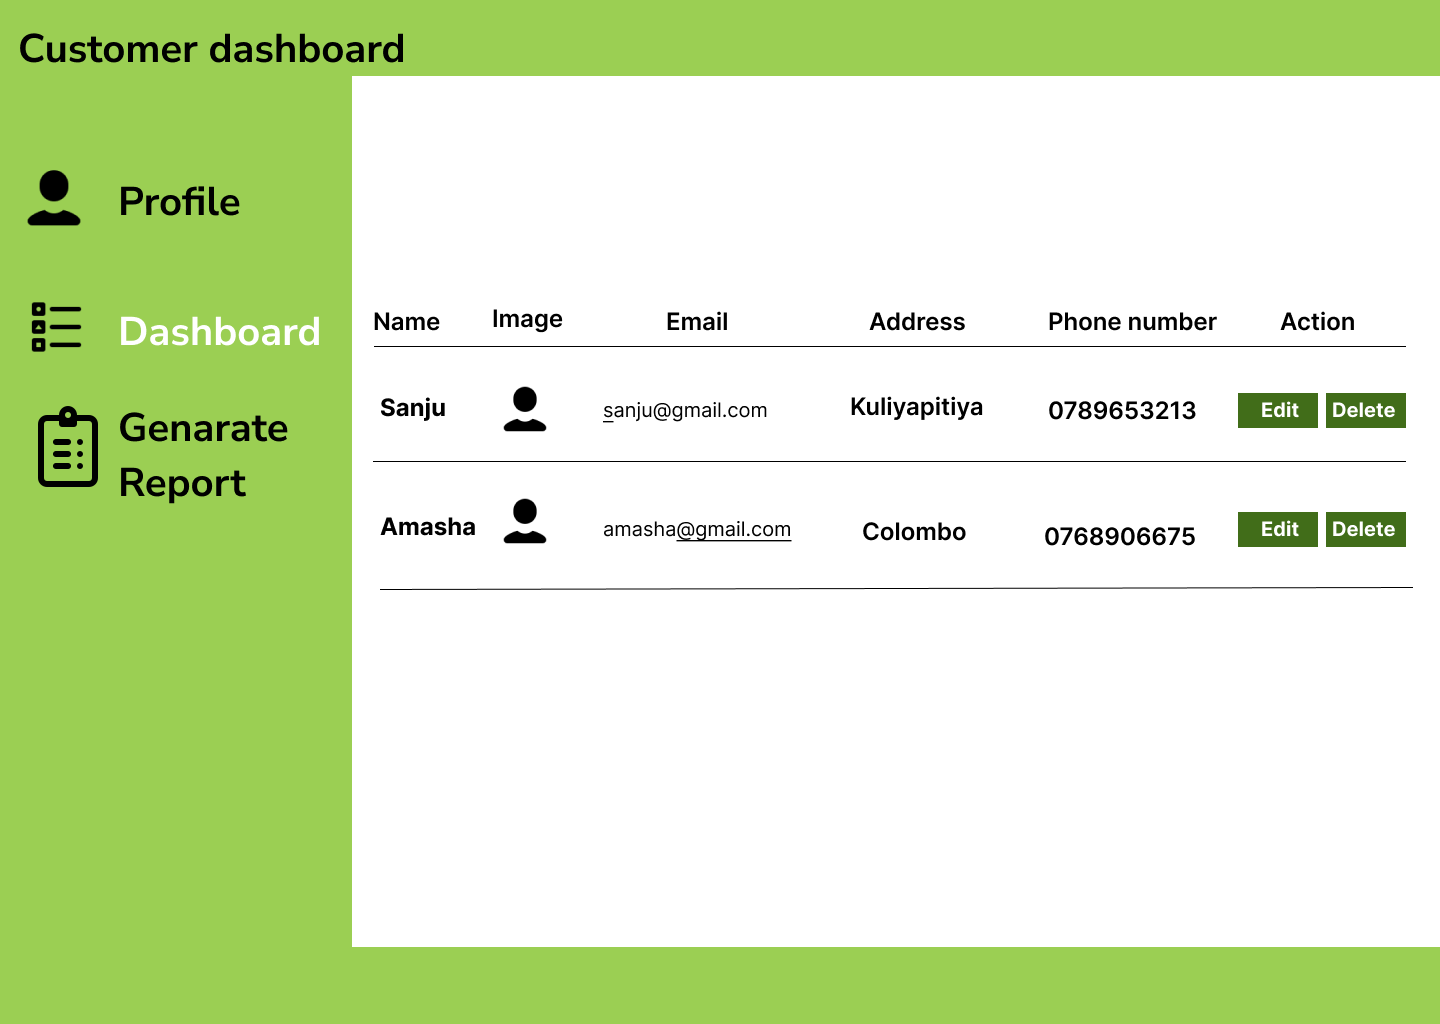 Customer dashboard
Profile
Dashboard
Genarate
Report
Name Image Email Address Phone number Action
Sanju sanju@gmail.com Kuliyapitiya 0789653213 Edit Delete
Amasha amasha@gmail.com Colombo 0768906675 Edit Delete